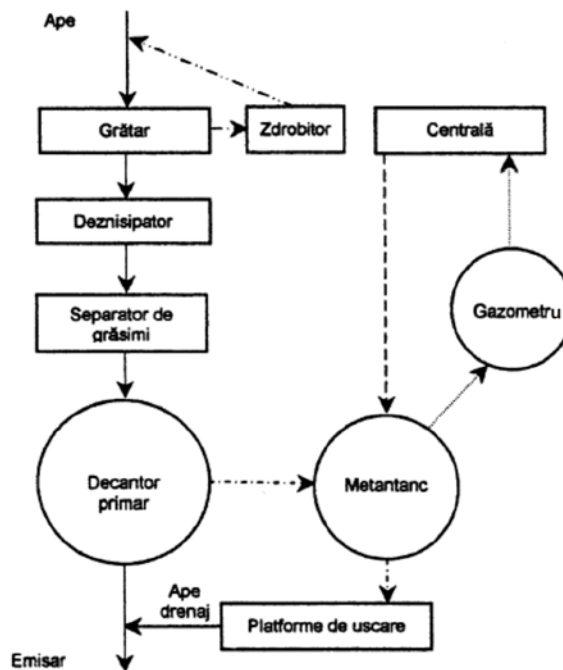 Ape
Grătar
Zdrobitor
Centrală
Deznisipator
Separator de
grăsimi
Gazometru
Decantor
primar
Metantanc
Ape
drenaj
Platforme de uscare
Emisar